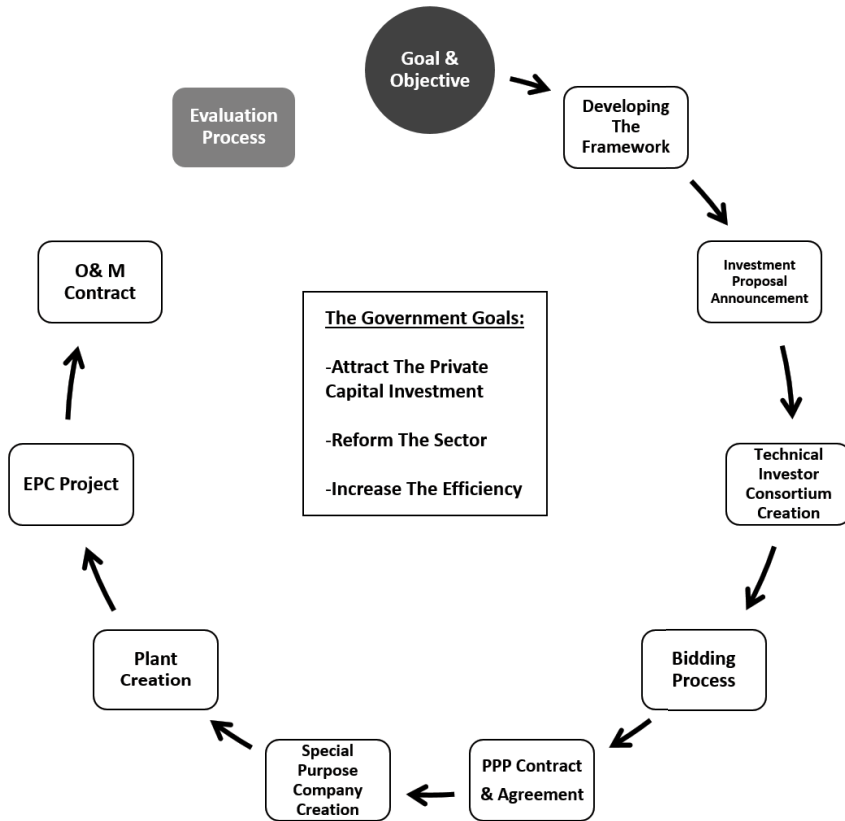 Goal &
Objective
Developing
The
Framework
Investment
Proposal
Announcement
Technical
Investor
Consortium
Creation
Bidding
Process
PPP Contract
& Agreement
Special
Purpose
Company
Creation
Plant
Creation
EPC Project
O& M
Contract
Evaluation
Process
The Government Goals:
-Attract The Private
Capital Investment
-Reform The Sector
-Increase The Efficiency